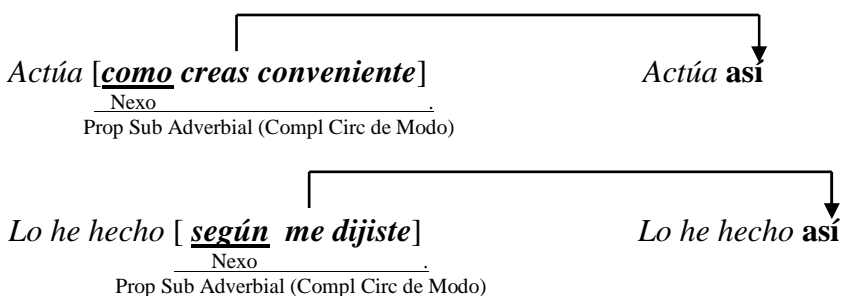 Actúa [como creas conveniente] Actúa así
Nexo .
Prop Sub Adverbial (Compl Circ de Modo)
Lo he hecho [ según me dijiste] Lo he hecho así
Nexo .
Prop Sub Adverbial (Compl Circ de Modo)